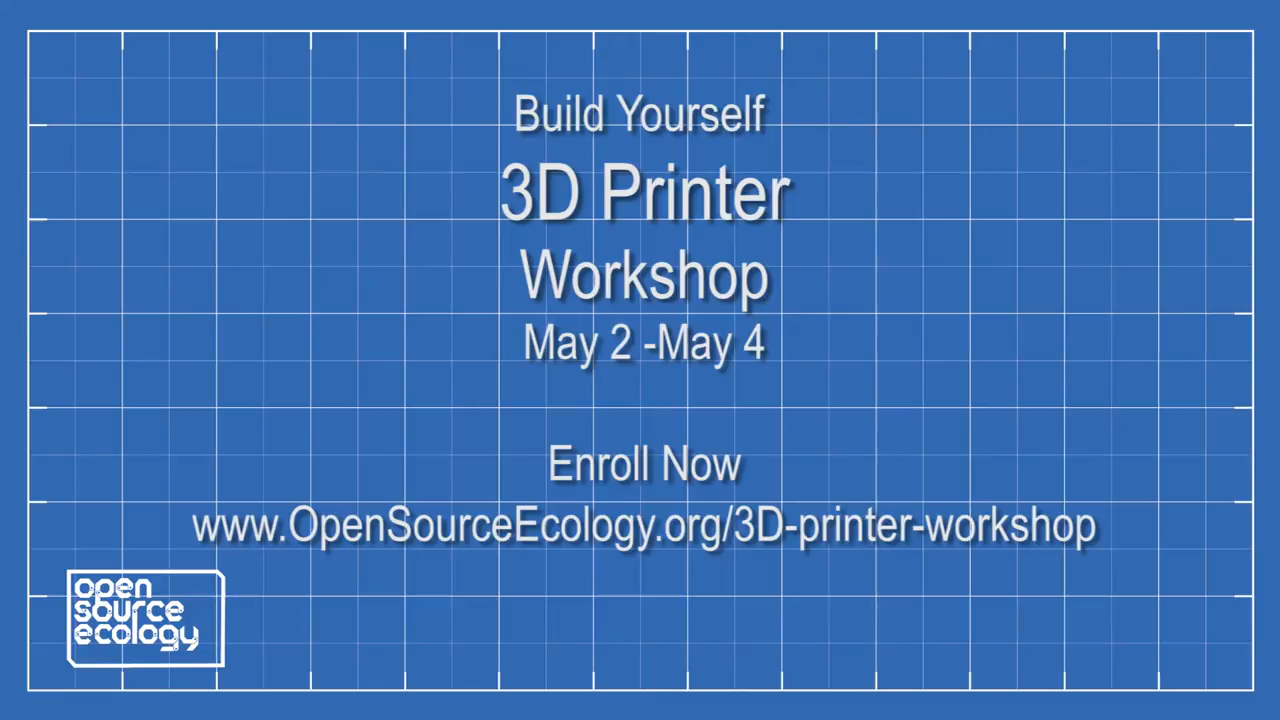 Build Yourself
3D Printer
Workshop
May 2 -May 4
Enroll Now
www.OpenSourceEcology.org/3D-printer-workshop
open
source
ecology